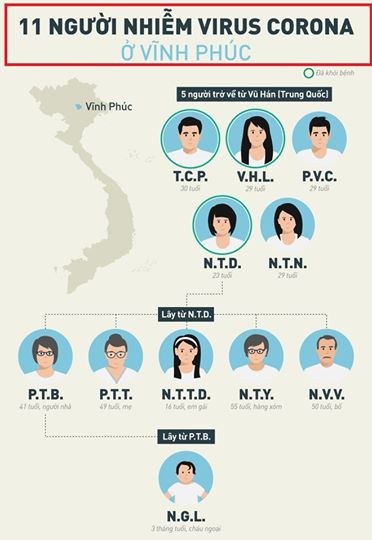 11 NGƯỜI NHIỄM VIRUS CORONA
Ở VĨNH PHÚC
Đã khỏi bệnh
Vĩnh Phúc
5 người trở về từ Vũ Hán (Trung Quốc)
T.C.P. V.H.L. P.V.C.
30 tuổi 29 tuổi 29 tuổi
N.T.D. N.T.N.
23 tuổi 29 tuổi
Lây từ N.T.D.
P.T.B. P.T.T. N.T.T.D. N.T.Y. N.V.V.
41 tuổi, người nhà 49 tuổi, mẹ 16 tuổi, em gái 55 tuổi, hàng xóm 50 tuổi, bố
Lây từ P.T.B.
N.G.L.
3 tháng tuổi, cháu ngoại